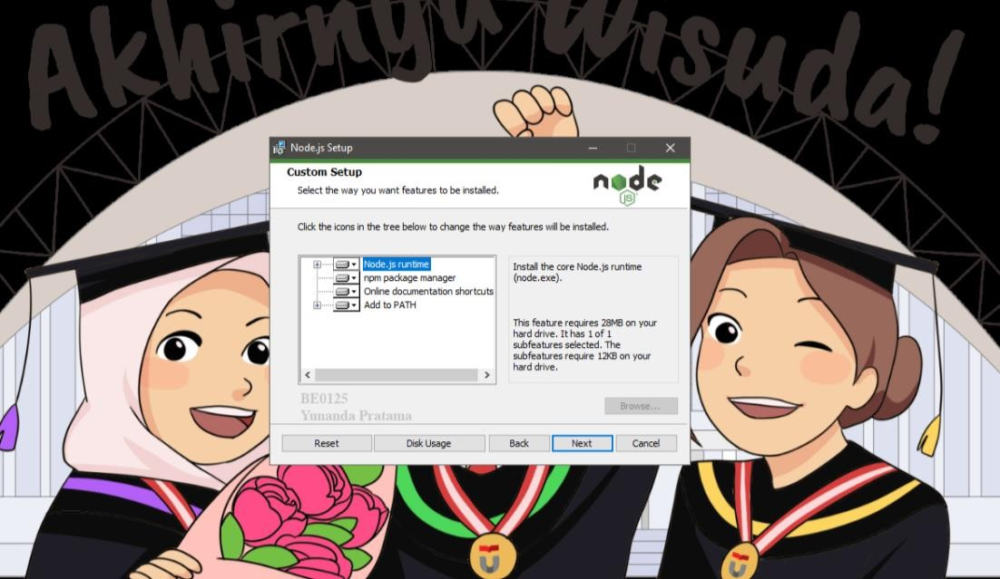 Akhirnya Wisuda!
Node.js Setup
Custom Setup
Select the way you want features to be installed.
node
JS
Click the icons in the tree below to change the way features will be installed.
Node.js runtime
npm package manager
Online documentation shortcuts
Add to PATH
Install the core Node.js runtime
(node.exe).
This feature requires 28MB on your
hard drive. It has 1 of 1
subfeatures selected. The
subfeatures require 12KB on your
hard drive.
BE0125
Yunanda Pratama
Browse...
Reset
Disk Usage
Back
Next
Cancel